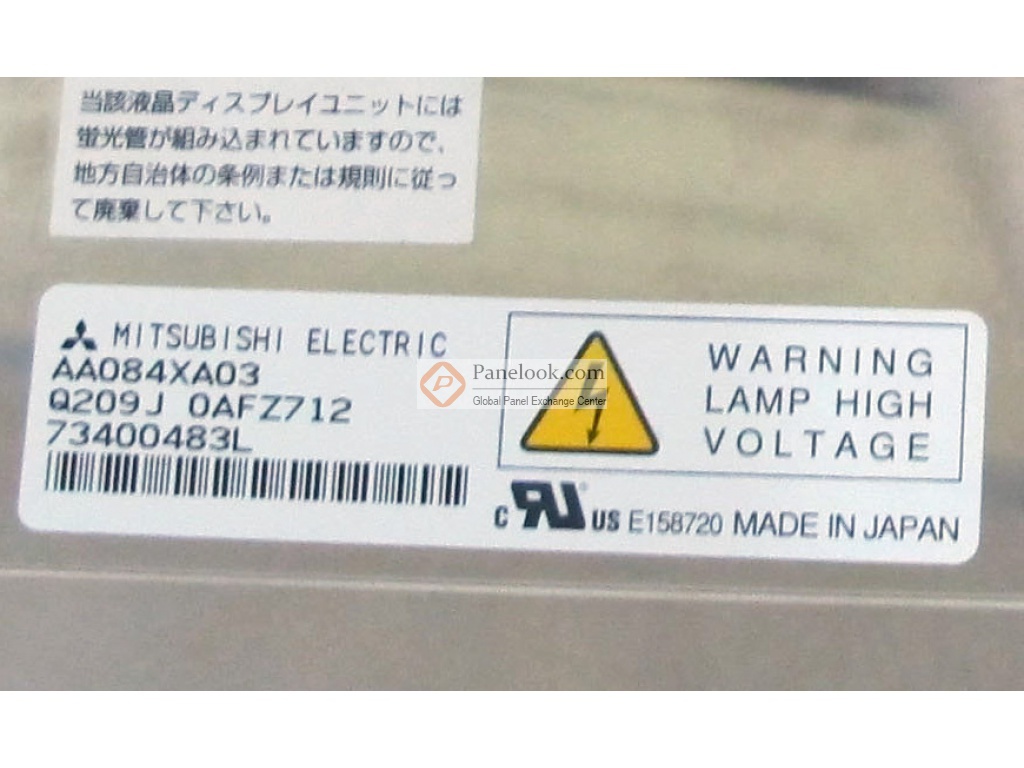 当該液晶ディスプレイユニットには
蛍光管が組み込まれていますので、
地方自治体の条例または規則に従っ
て廃棄して下さい。
MITSUBISHI ELECTRIC
AA084XA03
Q209J 0AFZ712
73400483L
Panelook.com
Global Panel Exchange Center
WARNING
LAMP HIGH
VOLTAGE
c RU® US E158720 MADE IN JAPAN